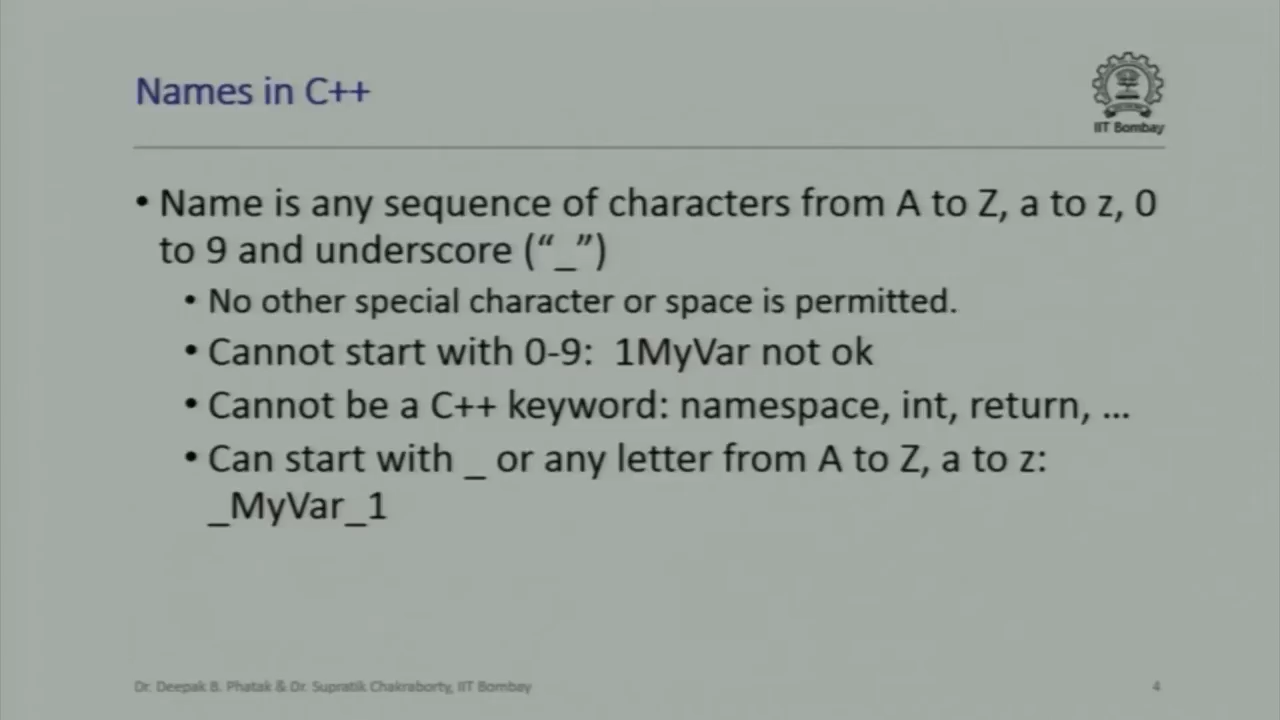 Names in C++
IIT Bombay
• Name is any sequence of characters from A to Z, a to z, 0
to 9 and underscore (“_”)
• No other special character or space is permitted.
• Cannot start with 0-9:  1MyVar not ok
• Cannot be a C++ keyword: namespace, int, return, ...
• Can start with _ or any letter from A to Z, a to z:
_MyVar_1
Dr. Deepak B. Phatak & Dr. Supratik Chakraborty, IIT Bombay
4